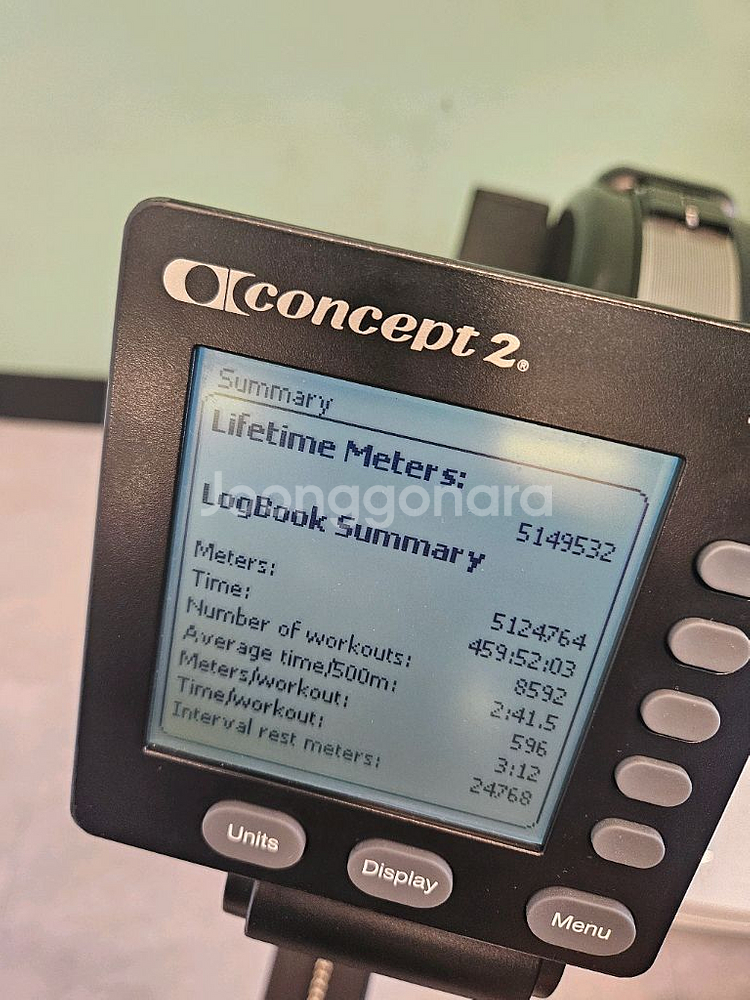 concept 2®
Summary
Lifetime Meters:
5149532
Joonggonara
LogBook Summary
Meters: 5124764
Time: 459:52:03
Number of workouts: 8592
Average time/500m: 2:41.5
Meters/workout: 596
Time/workout: 3:12
Interval rest meters: 24768
Units
Display
Menu